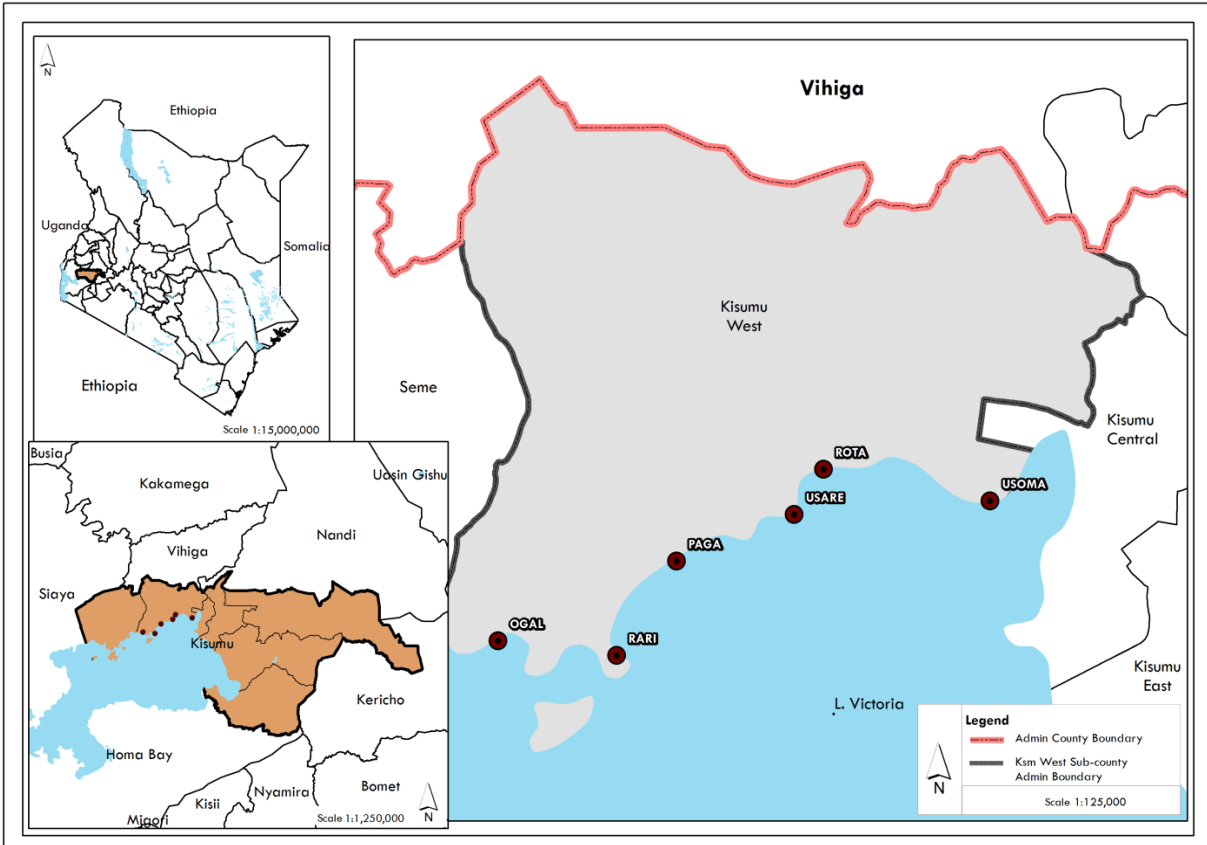 N
Ethiopia
Uganda
Somalia
Ethiopia
Scale 1:15,000,000
Busia
Kakamega
Uasin Gishu
Vihiga
Nandi
Siaya
Kisumu
Kericho
Homa Bay
Nyamira
Bomet
Kisii
Migori
Scale 1:1,250,000
N
Vihiga
Kisumu
West
Seme
Kisumu
Central
ROTA
USOMA
USARE
PAGA
OGAL
RARI
Kisumu
East
L. Victoria
Legend
Admin County Boundary
Ksm West Sub-county
Admin Boundary
N
Scale 1:125,000